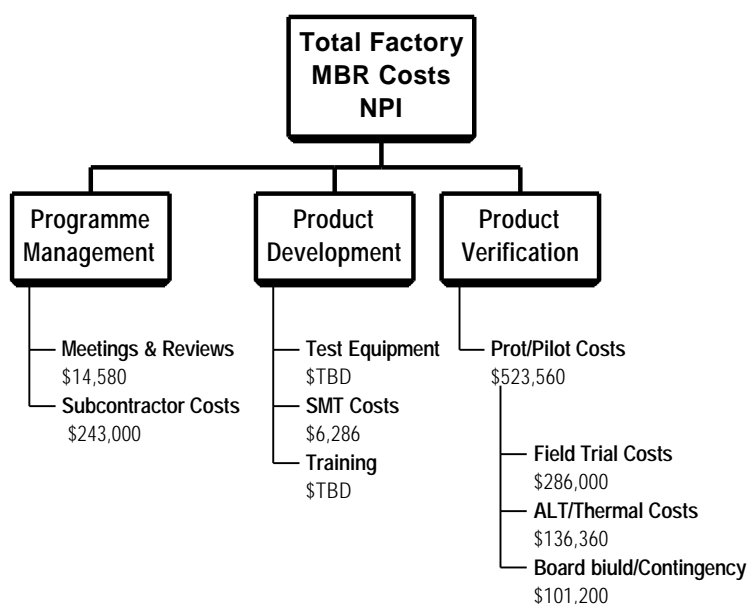 Total Factory
MBR Costs
NPI
Programme
Management
Product
Development
Product
Verification
Meetings & Reviews
$14,580
Subcontractor Costs
$243,000
Test Equipment
$TBD
SMT Costs
$6,286
Training
$TBD
Prot/Pilot Costs
$523,560
Field Trial Costs
$286,000
ALT/Thermal Costs
$136,360
Board biuld/Contingency
$101,200